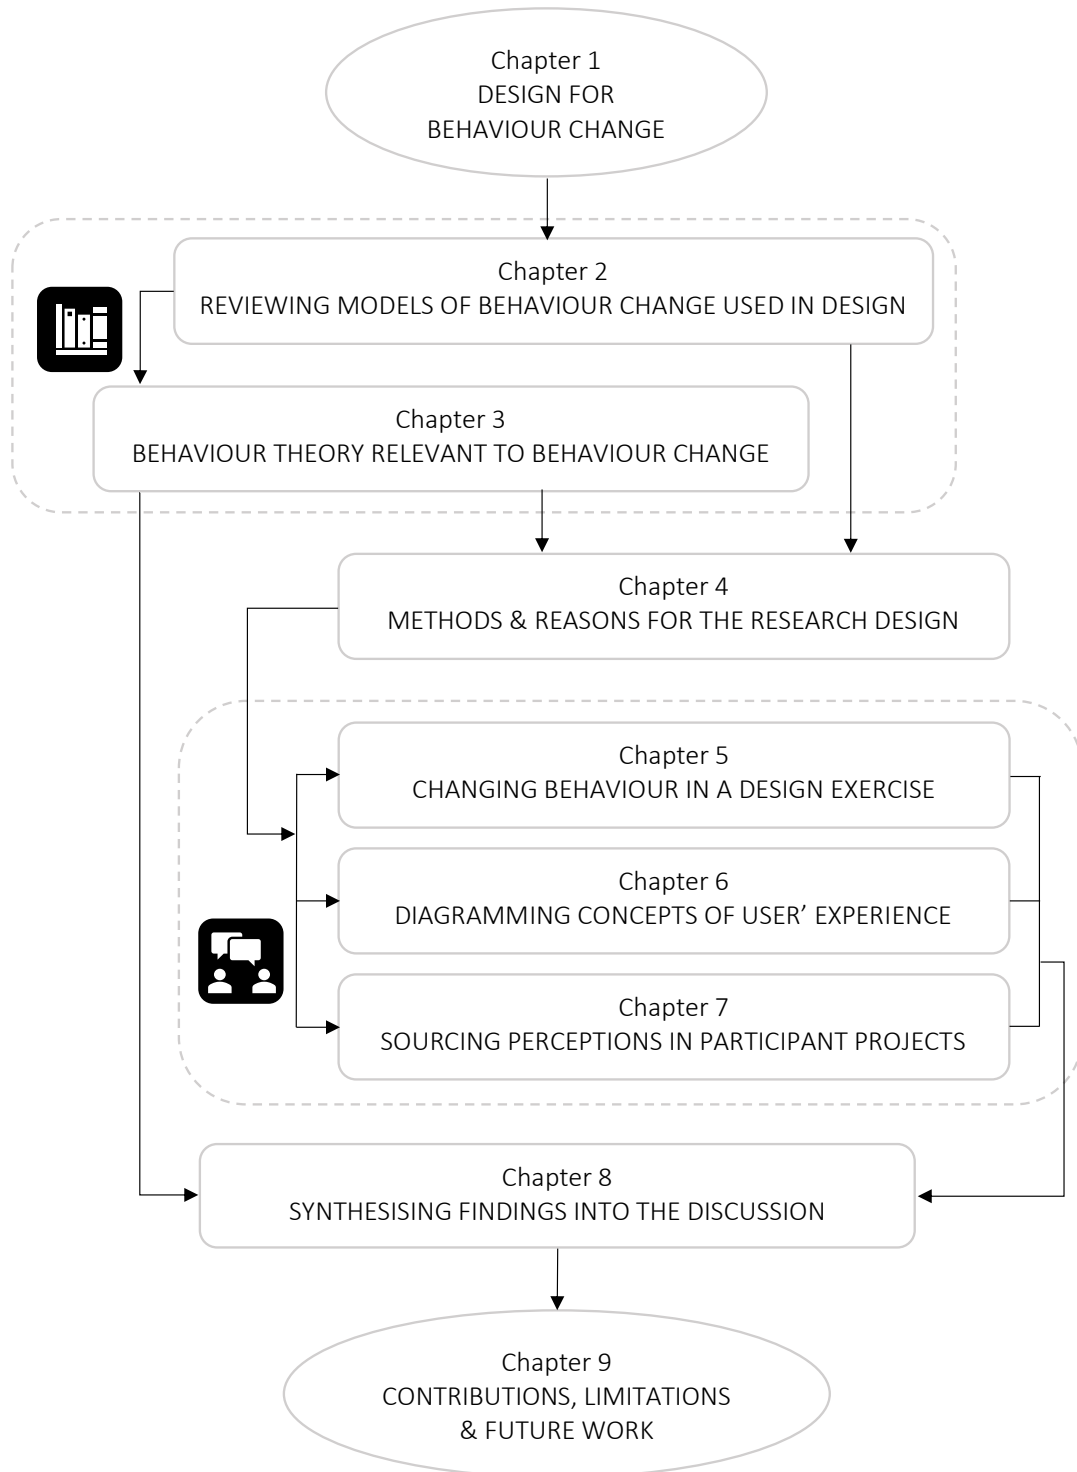 Chapter 1
DESIGN FOR
BEHAVIOUR CHANGE
Chapter 2
REVIEWING MODELS OF BEHAVIOUR CHANGE USED IN DESIGN
Chapter 3
BEHAVIOUR THEORY RELEVANT TO BEHAVIOUR CHANGE
Chapter 4
METHODS & REASONS FOR THE RESEARCH DESIGN
Chapter 5
CHANGING BEHAVIOUR IN A DESIGN EXERCISE
Chapter 6
DIAGRAMMING CONCEPTS OF USER’ EXPERIENCE
Chapter 7
SOURCING PERCEPTIONS IN PARTICIPANT PROJECTS
Chapter 8
SYNTHESISING FINDINGS INTO THE DISCUSSION
Chapter 9
CONTRIBUTIONS, LIMITATIONS
& FUTURE WORK